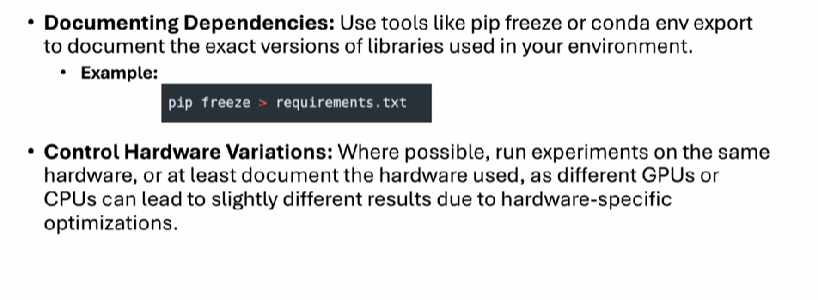 • Documenting Dependencies: Use tools like pip freeze or conda env export
to document the exact versions of libraries used in your environment.
• Example:
pip freeze > requirements.txt
• Control Hardware Variations: Where possible, run experiments on the same
hardware, or at least document the hardware used, as different GPUs or
CPUs can lead to slightly different results due to hardware-specific
optimizations.